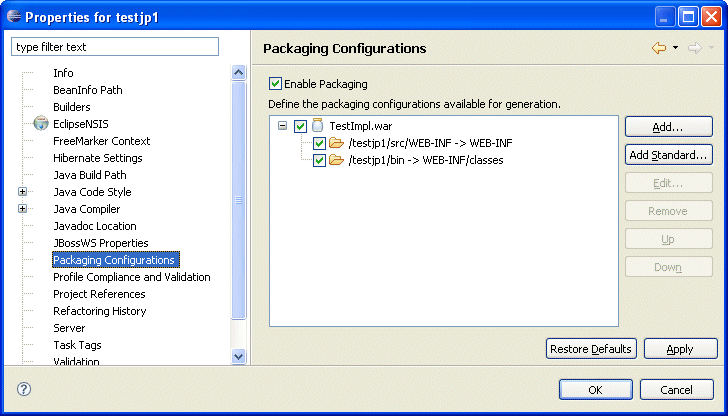 Properties for testjp1
type filter text
Info
BeanInfo Path
Builders
EclipseNSIS
FreeMarker Context
Hibernate Settings
Java Build Path
Java Code Style
Java Compiler
Javadoc Location
JBossWS Properties
Packaging Configurations
Profile Compliance and Validation
Project References
Refactoring History
Server
Task Tags
Validation
Packaging Configurations
Enable Packaging
Define the packaging configurations available for generation.
TestImpl.war
/testjp1/src/WEB-INF -> WEB-INF
/testjp1/bin -> WEB-INF/classes
Add...
Add Standard...
Edit...
Remove
Up
Down
Restore Defaults
Apply
?
OK
Cancel